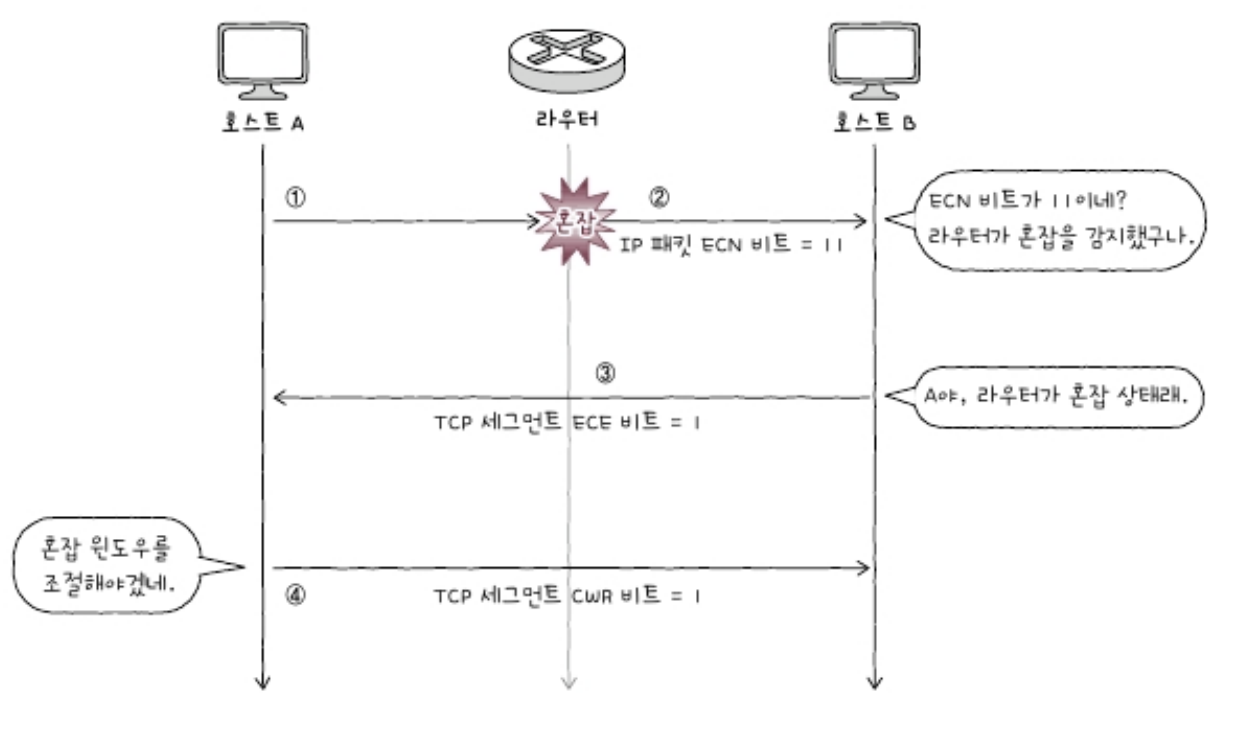 호스트 A
라우터
호스트 B
①
혼잡
②
IP 패킷 ECN 비트 = 11
ECN 비트가 11이네?
라우터가 혼잡을 감지했구나.
③
TCP 세그먼트 ECE 비트 = 1
A야, 라우터가 혼잡 상태래.
혼잡 윈도우를
조절해야겠네.
④
TCP 세그먼트 CWR 비트 = 1